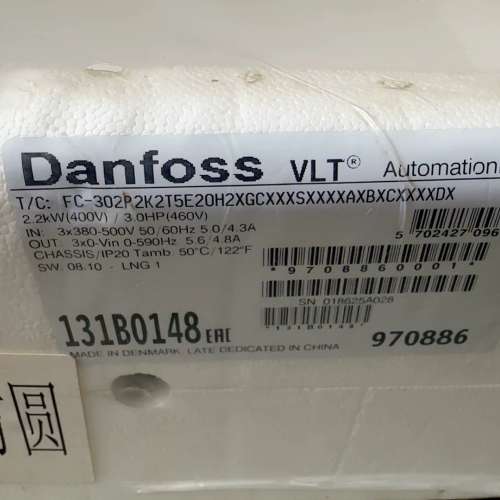 Danfoss VLT® Automation
T/C: FC-302P2K2T5E20H2XGCXXXSXXXXAXBXCXXXXDX
2.2kW(400V) / 3.0HP(460V)
IN: 3x380-500V 50/60Hz 5.0/4.3A
OUT: 3x0-Vin 0-590Hz 5.6/4.8A
CHASSIS/IP20 Tamb. 50°C/122°F
SW. 08.10 - LNG 1
5 702427 096
*9708860001*
SN 018625A028
131B0148 EAC
*131B0148*
970886
MADE IN DENMARK, LATE DEDICATED IN CHINA
圆